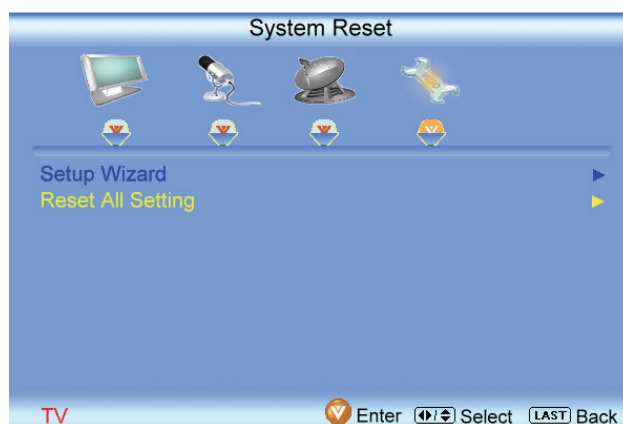 System Reset
Setup Wizard
Reset All Setting
TV
Enter Select LAST Back